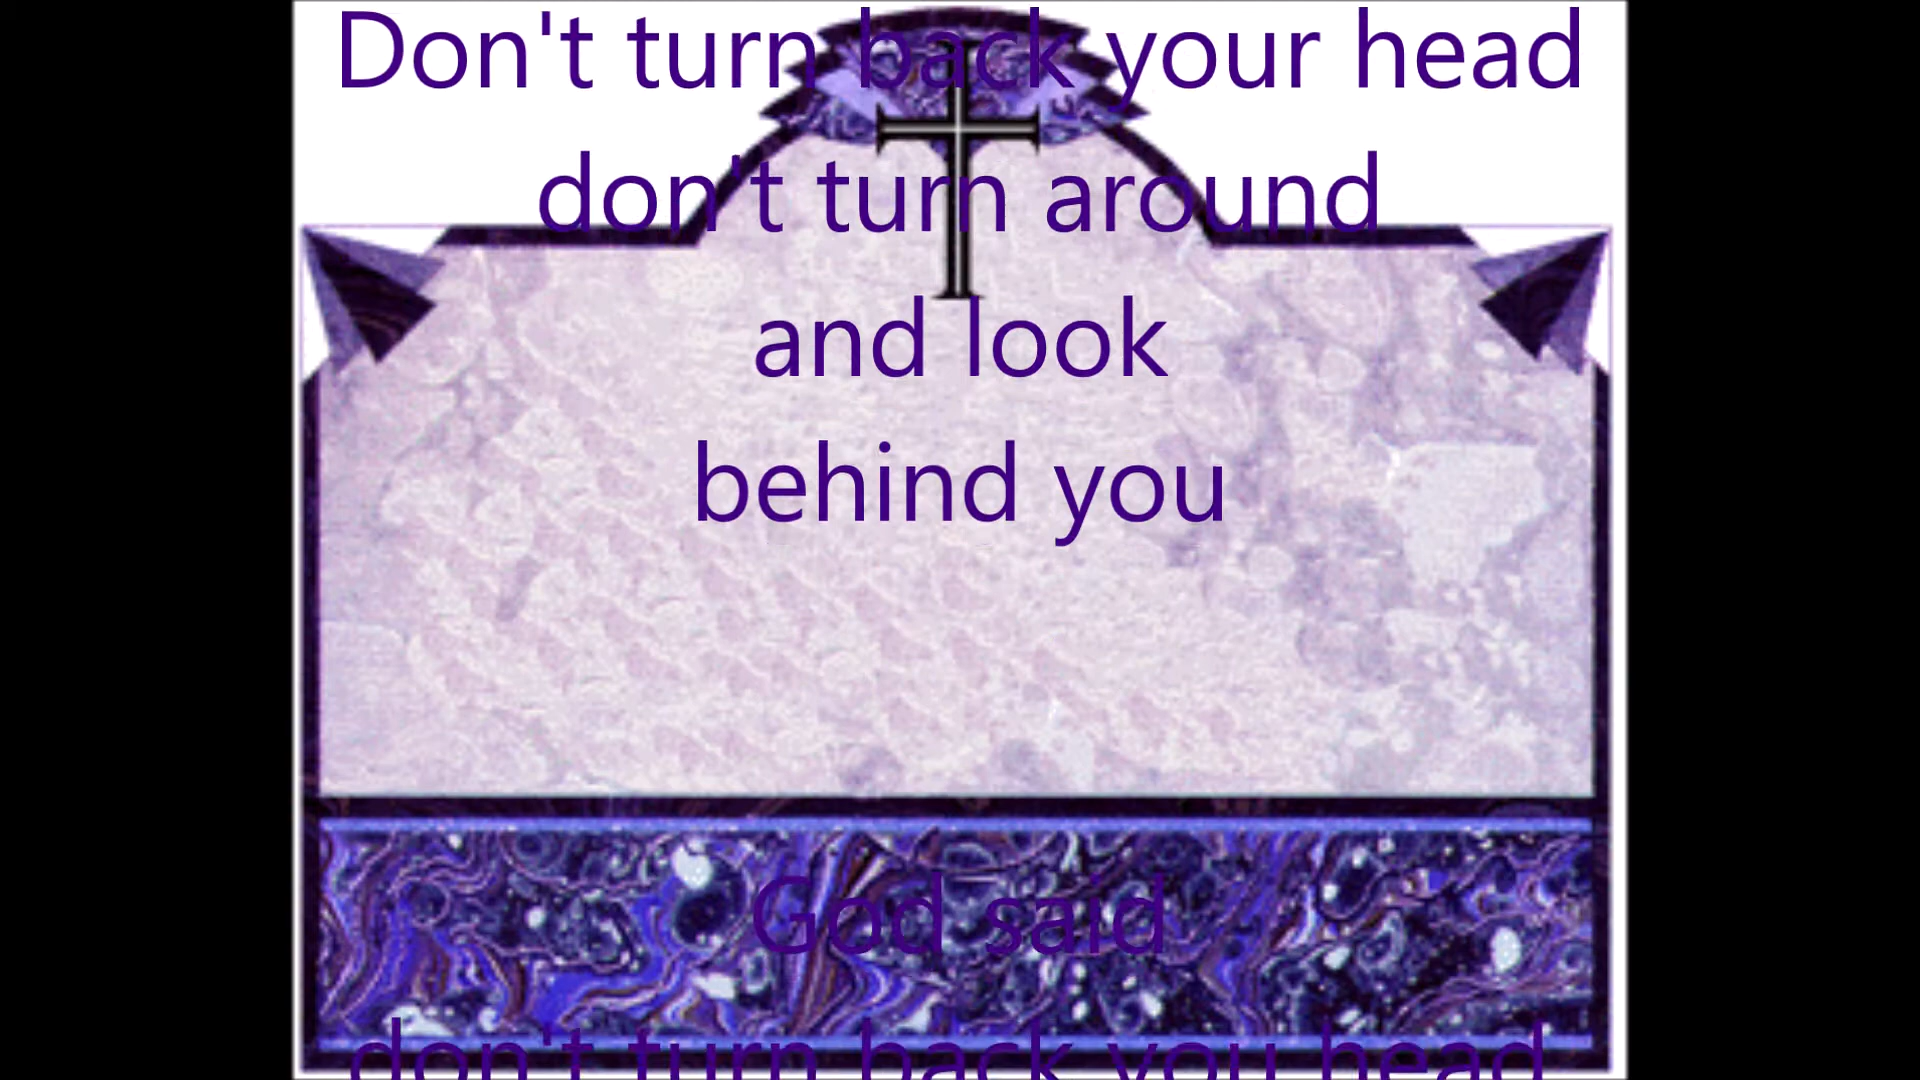 Don't turn back your head
don't turn around
and look
behind you
God said
don't turn back you head